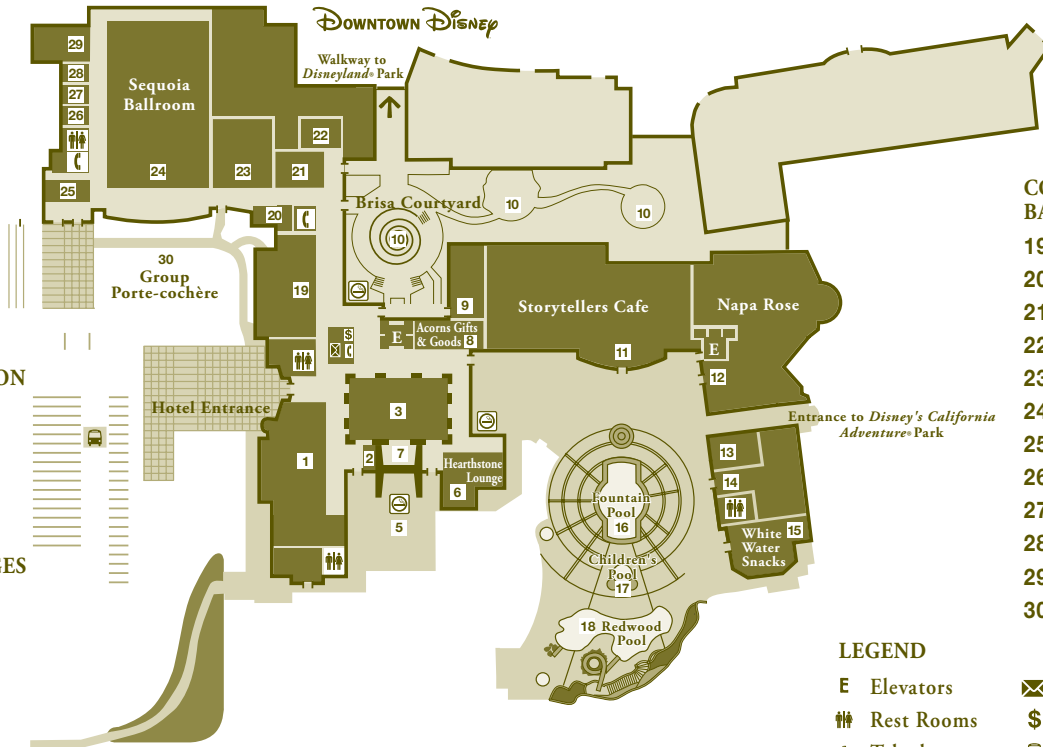 DOWNTOWN DISNEY
Walkway to
Disneyland® Park
29
28
27
26
25
Sequoia
Ballroom
24
23
22
21
20
Brisa Courtyard
10
10
10
30
Group
Porte-cochère
19
9
Storytellers Cafe
11
Napa Rose
E
12
$
E
Acorns Gifts
& Goods 8
Hotel Entrance
3
1
2
7
Hearthstone
Lounge
6
5
Entrance to Disney's California
Adventure® Park
13
14
15
White
Water
Snacks
Fountain
Pool
16
Children's
Pool
17
18 Redwood
Pool
ON
GES
CO
BA
19
20
21
22
23
24
25
26
27
28
29
30
LEGEND
E Elevators
Rest Rooms
$